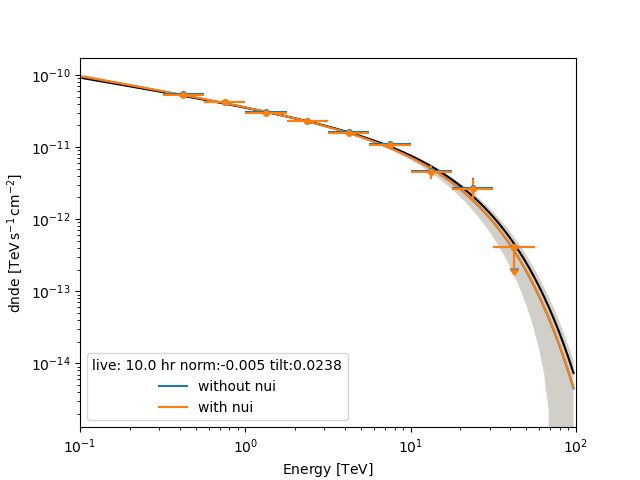 10⁻¹⁰
10⁻¹¹
10⁻¹²
10⁻¹³
10⁻¹⁴
dnde [TeV s⁻¹ cm⁻²]
live: 10.0 hr norm:-0.005 tilt:0.0238
without nui
with nui
10⁻¹ 10⁰ 10¹ 10²
Energy [TeV]